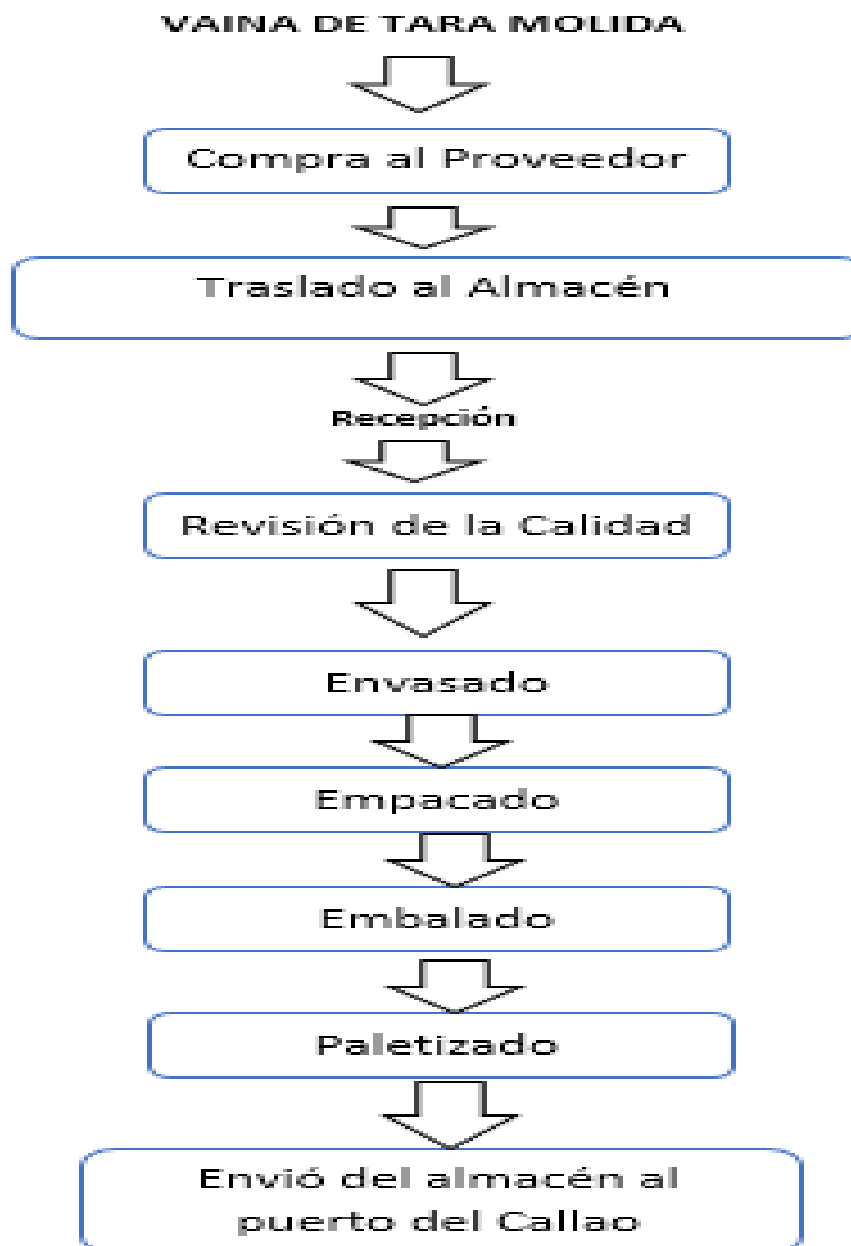 VAINA DE TARA MOLIDA
Compra al Proveedor
Traslado al Almacén
Recepción
Revisión de la Calidad
Envasado
Empacado
Embalado
Paletizado
Envió del almacén al
puerto del Callao